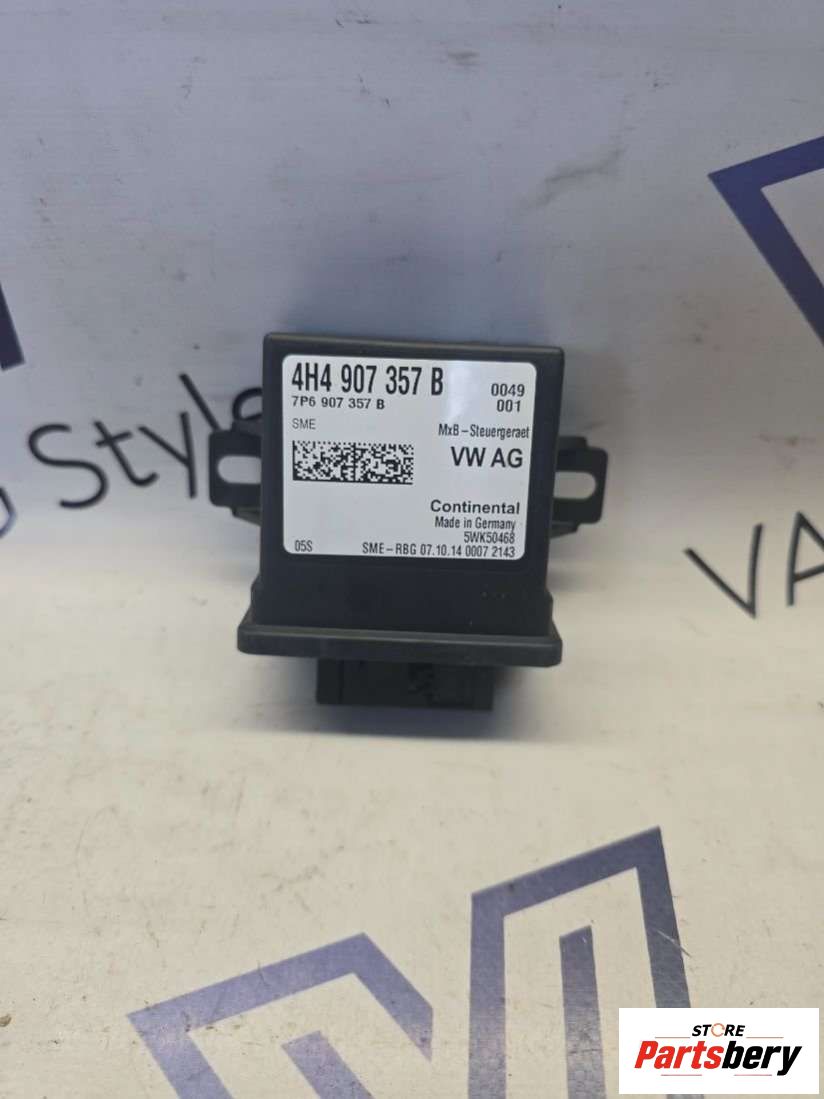 4H4 907 357 B
0049
7P6 907 357 B
001
SME
MxB-Steuergeraet
VW AG
Continental
Made in Germany
5WK50468
05S
SME-RBG 07.10.14 0007 2143
Style
VA
STORE
Partsbery